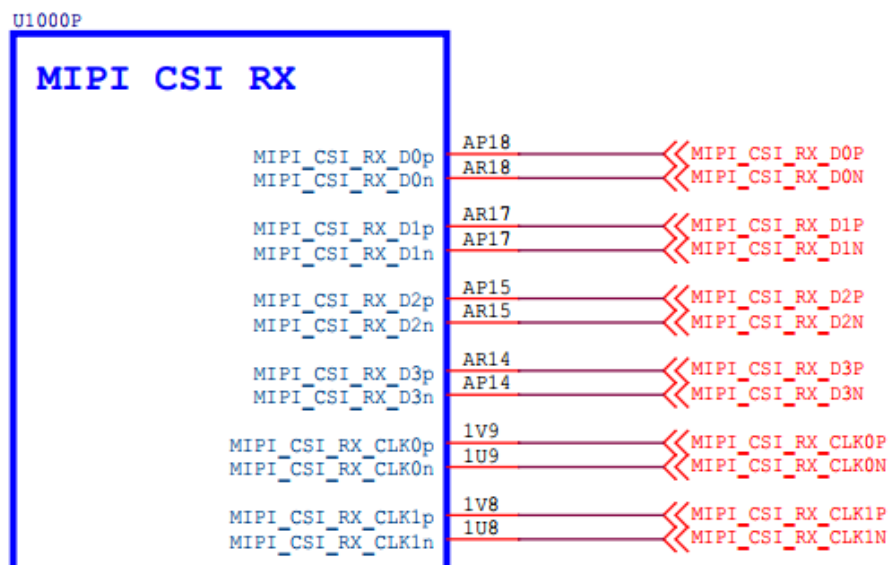 U1000P
MIPI CSI RX
MIPI_CSI_RX_D0p AP18 MIPI_CSI_RX_D0P
MIPI_CSI_RX_D0n AR18 MIPI_CSI_RX_D0N
MIPI_CSI_RX_D1p AR17 MIPI_CSI_RX_D1P
MIPI_CSI_RX_D1n AP17 MIPI_CSI_RX_D1N
MIPI_CSI_RX_D2p AP15 MIPI_CSI_RX_D2P
MIPI_CSI_RX_D2n AR15 MIPI_CSI_RX_D2N
MIPI_CSI_RX_D3p AR14 MIPI_CSI_RX_D3P
MIPI_CSI_RX_D3n AP14 MIPI_CSI_RX_D3N
MIPI_CSI_RX_CLK0p 1V9 MIPI_CSI_RX_CLK0P
MIPI_CSI_RX_CLK0n 1U9 MIPI_CSI_RX_CLK0N
MIPI_CSI_RX_CLK1p 1V8 MIPI_CSI_RX_CLK1P
MIPI_CSI_RX_CLK1n 1U8 MIPI_CSI_RX_CLK1N